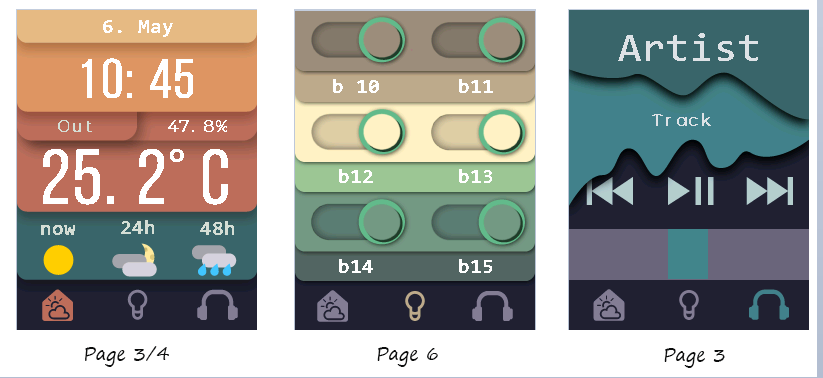 6. May
10: 45
Out
47. 8%
25. 2° C
now
24h
48h
Page 3/4
b 10
b11
b12
b13
b14
b15
Page 6
Artist
Track
Page 3